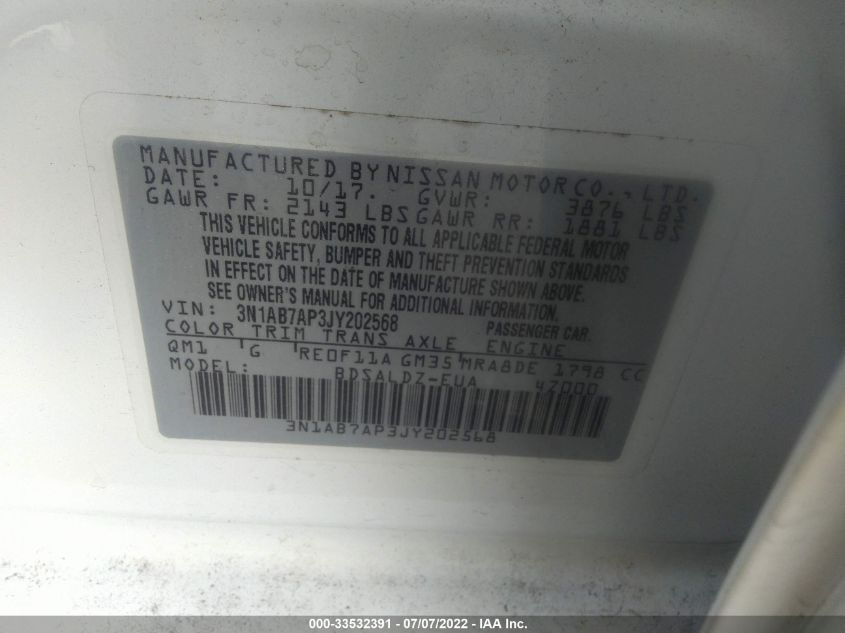 MANUFACTURED BY NISSAN MOTOR CO., LTD.
DATE: 10/17. GVWR: 3876 LBS
GAWR FR: 2143 LBS GAWR RR: 1881 LBS
THIS VEHICLE CONFORMS TO ALL APPLICABLE FEDERAL MOTOR
VEHICLE SAFETY, BUMPER AND THEFT PREVENTION STANDARDS
IN EFFECT ON THE DATE OF MANUFACTURE SHOWN ABOVE.
SEE OWNER'S MANUAL FOR ADDITIONAL INFORMATION.
VIN: 3N1AB7AP3JY202568 PASSENGER CAR
COLOR TRIM TRANS AXLE ENGINE
QM1 G RE0F11A GM35 MRA8DE 1798 CC
MODEL: BDSALDZ-EUA 47000
3N1AB7AP3JY202568
000-33532391 - 07/07/2022 - IAA Inc.